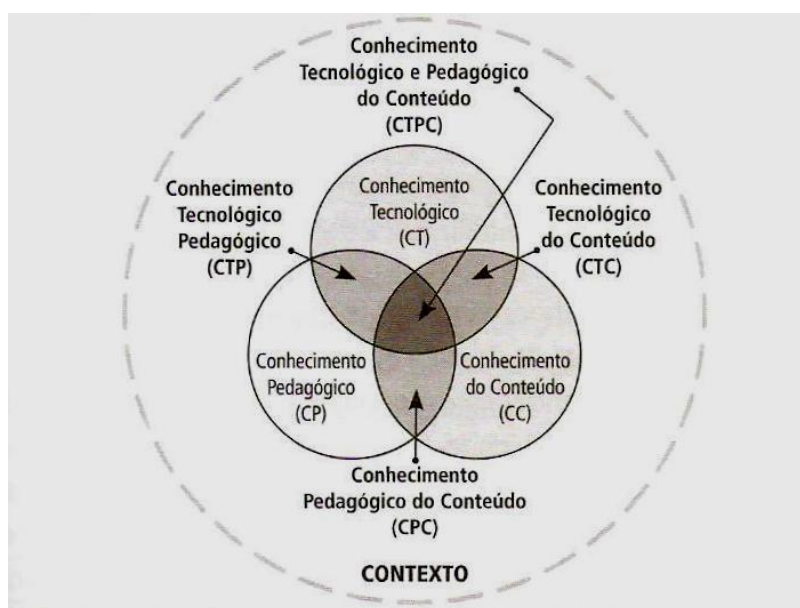 Conhecimento
Tecnológico e Pedagógico
do Conteúdo
(CTPC)
Conhecimento
Tecnológico
Pedagógico
(CTP)
Conhecimento
Tecnológico
(CT)
Conhecimento
Tecnológico
do Conteúdo
(CTC)
Conhecimento
Pedagógico
(CP)
Conhecimento
do Conteúdo
(CC)
Conhecimento
Pedagógico do Conteúdo
(CPC)
CONTEXTO